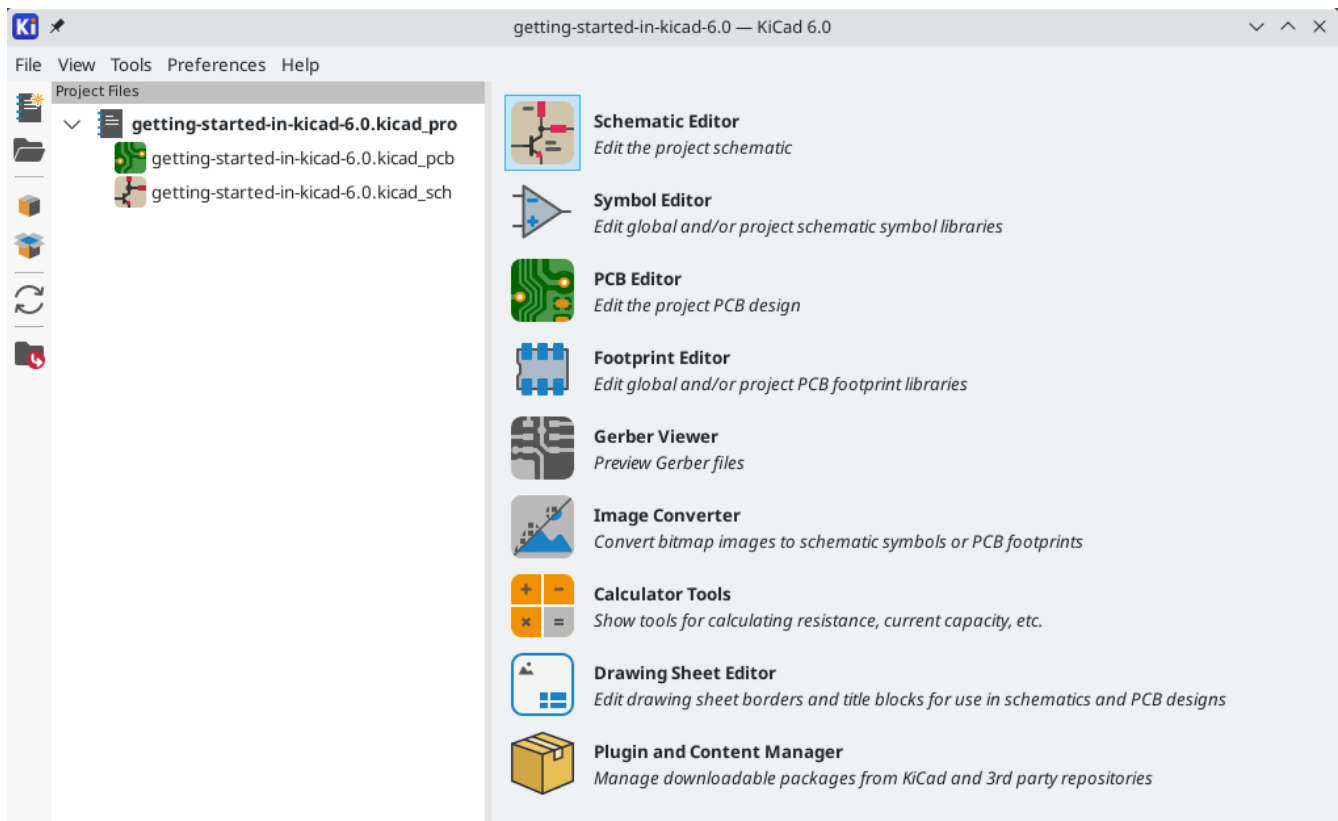 Ki
getting-started-in-kicad-6.0 — KiCad 6.0
File View Tools Preferences Help
Project Files
getting-started-in-kicad-6.0.kicad_pro
getting-started-in-kicad-6.0.kicad_pcb
getting-started-in-kicad-6.0.kicad_sch
Schematic Editor
Edit the project schematic
Symbol Editor
Edit global and/or project schematic symbol libraries
PCB Editor
Edit the project PCB design
Footprint Editor
Edit global and/or project PCB footprint libraries
Gerber Viewer
Preview Gerber files
Image Converter
Convert bitmap images to schematic symbols or PCB footprints
Calculator Tools
Show tools for calculating resistance, current capacity, etc.
Drawing Sheet Editor
Edit drawing sheet borders and title blocks for use in schematics and PCB designs
Plugin and Content Manager
Manage downloadable packages from KiCad and 3rd party repositories